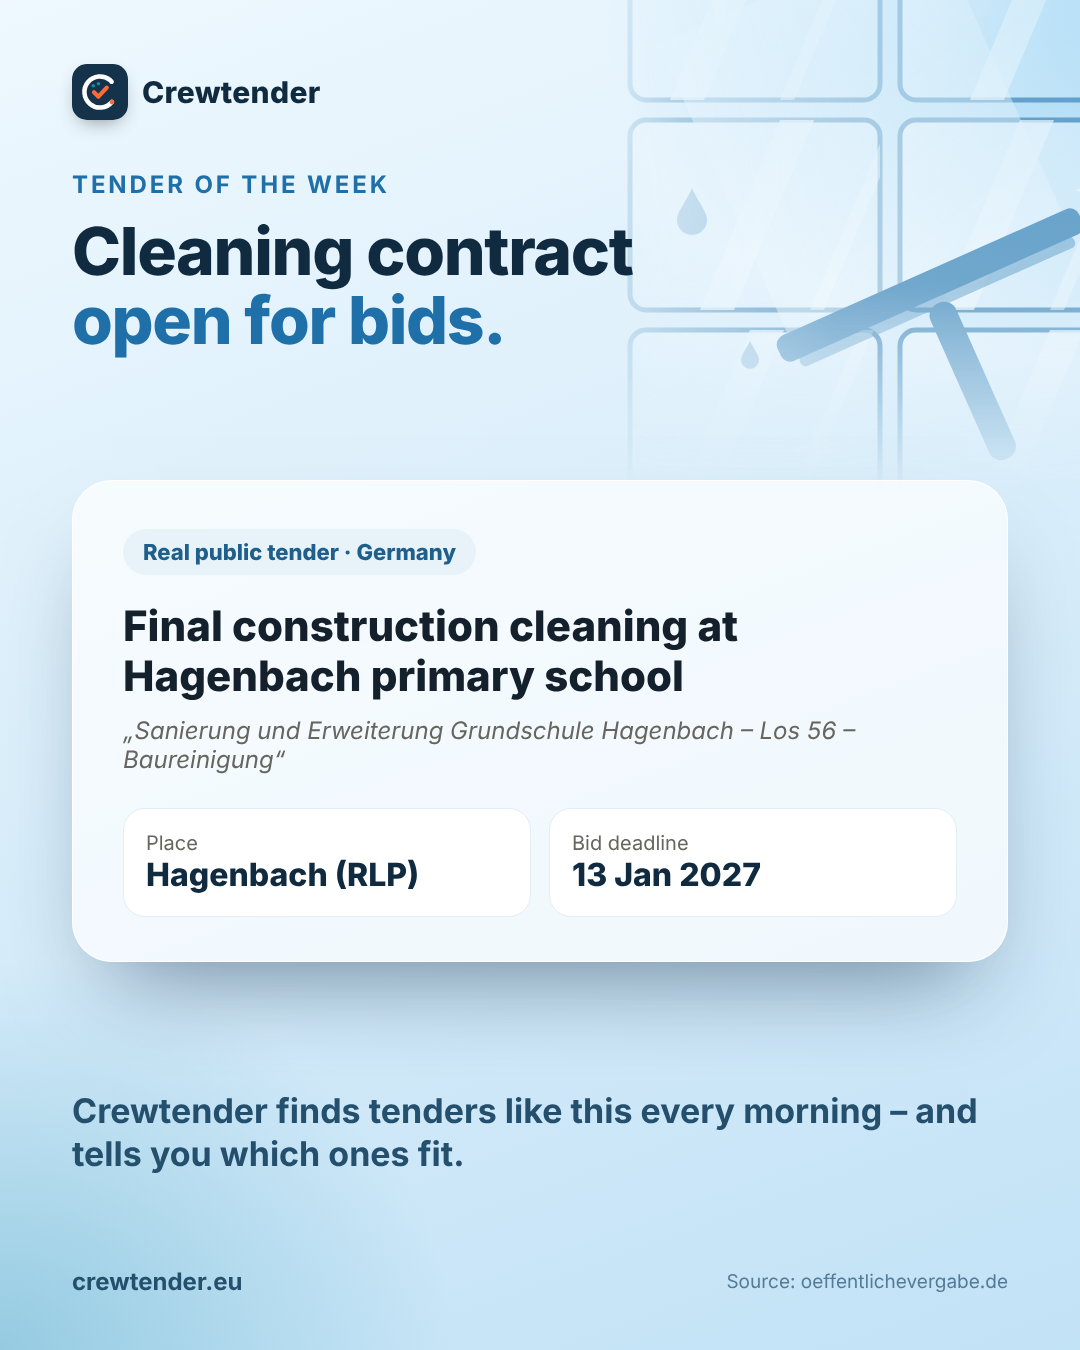 Crewtender
TENDER OF THE WEEK
Cleaning contract
open for bids.
Real public tender · Germany
Final construction cleaning at
Hagenbach primary school
„Sanierung und Erweiterung Grundschule Hagenbach – Los 56 –
Baureinigung“
Place
Hagenbach (RLP)
Bid deadline
13 Jan 2027
Crewtender finds tenders like this every morning – and
tells you which ones fit.
crewtender.eu
Source: oeffentlichevergabe.de